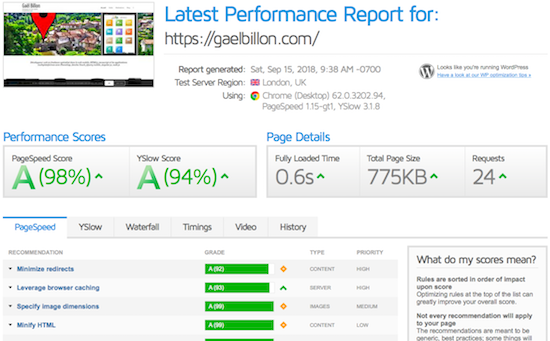 Latest Performance Report for:
https://gaelbillon.com/
Report generated: Sat, Sep 15, 2018, 9:38 AM -0700
Test Server Region: London, UK
Using: Chrome (Desktop) 62.0.3202.94,
PageSpeed 1.15-gt1, YSlow 3.1.8
Looks like you're running WordPress
Have a look at our WP optimization tips »
Performance Scores
PageSpeed Score
A (98%)
YSlow Score
A (94%)
Page Details
Fully Loaded Time
0.6s
Total Page Size
775KB
Requests
24
PageSpeed YSlow Waterfall Timings Video History
RECOMMENDATION GRADE TYPE PRIORITY
Minimize redirects A (92) CONTENT HIGH
Leverage browser caching A (93) SERVER HIGH
Specify image dimensions A (99) IMAGES MEDIUM
Minify HTML A (99) CONTENT LOW
What do my scores mean?
Rules are sorted in order of impact
upon score
Optimizing rules at the top of the list can
greatly improve your overall score.
Not every recommendation will apply
to your page
The recommendations are meant to be
generic, best practices; some things will